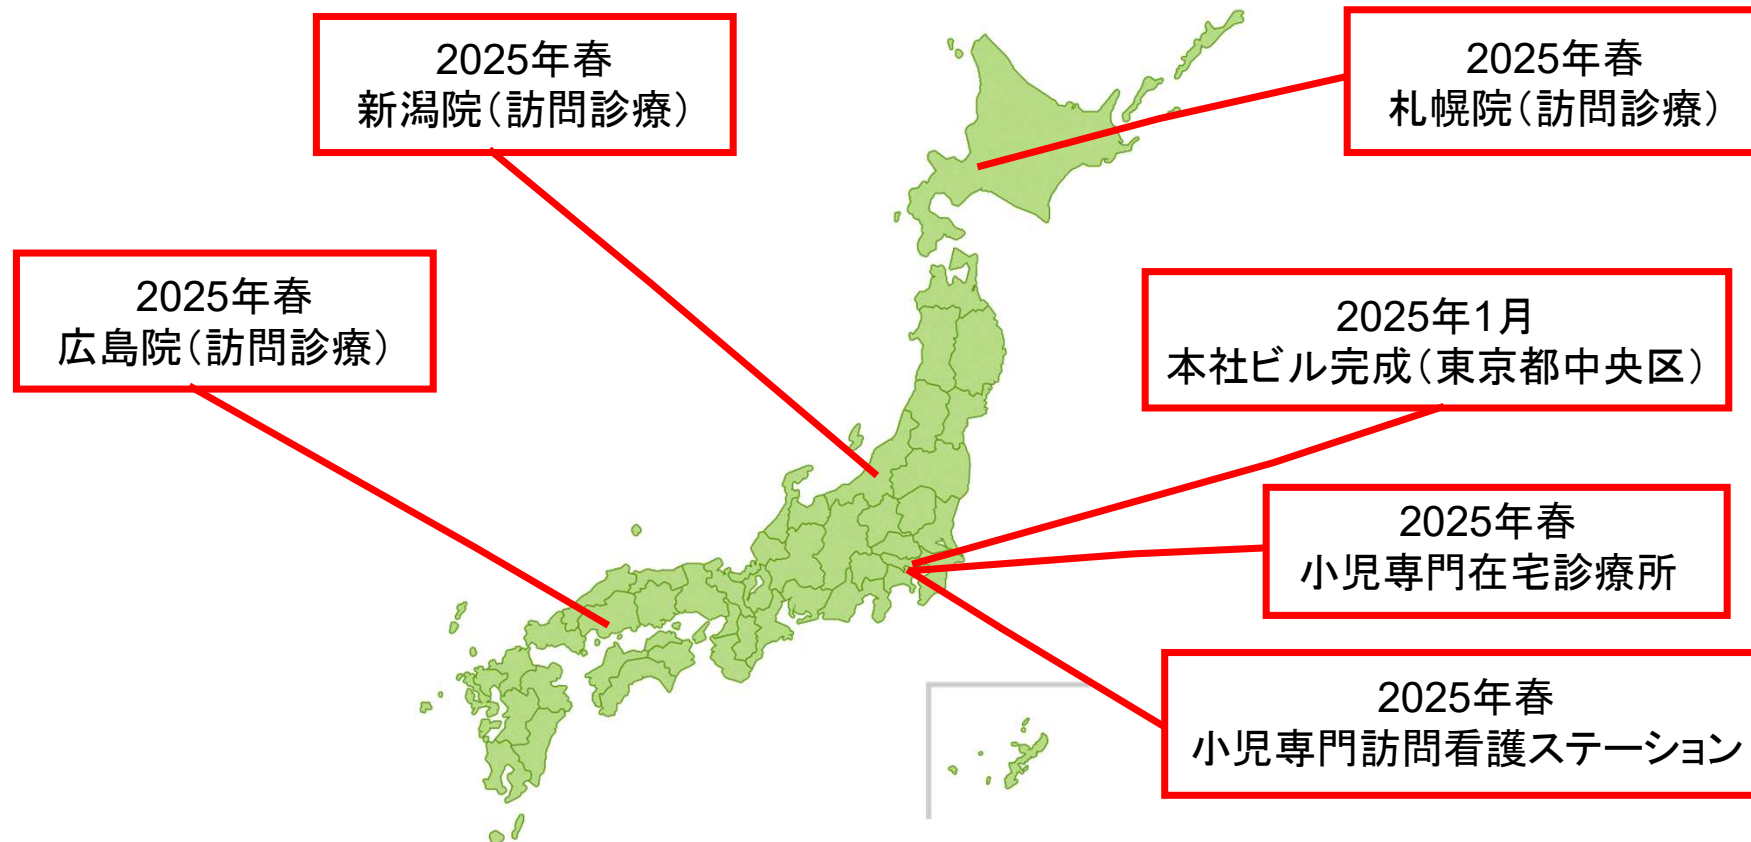 2025年春
新潟院（訪問診療）
2025年春
札幌院（訪問診療）
2025年春
広島院（訪問診療）
2025年1月
本社ビル完成（東京都中央区）
2025年春
小児専門在宅診療所
2025年春
小児専門訪問看護ステーション